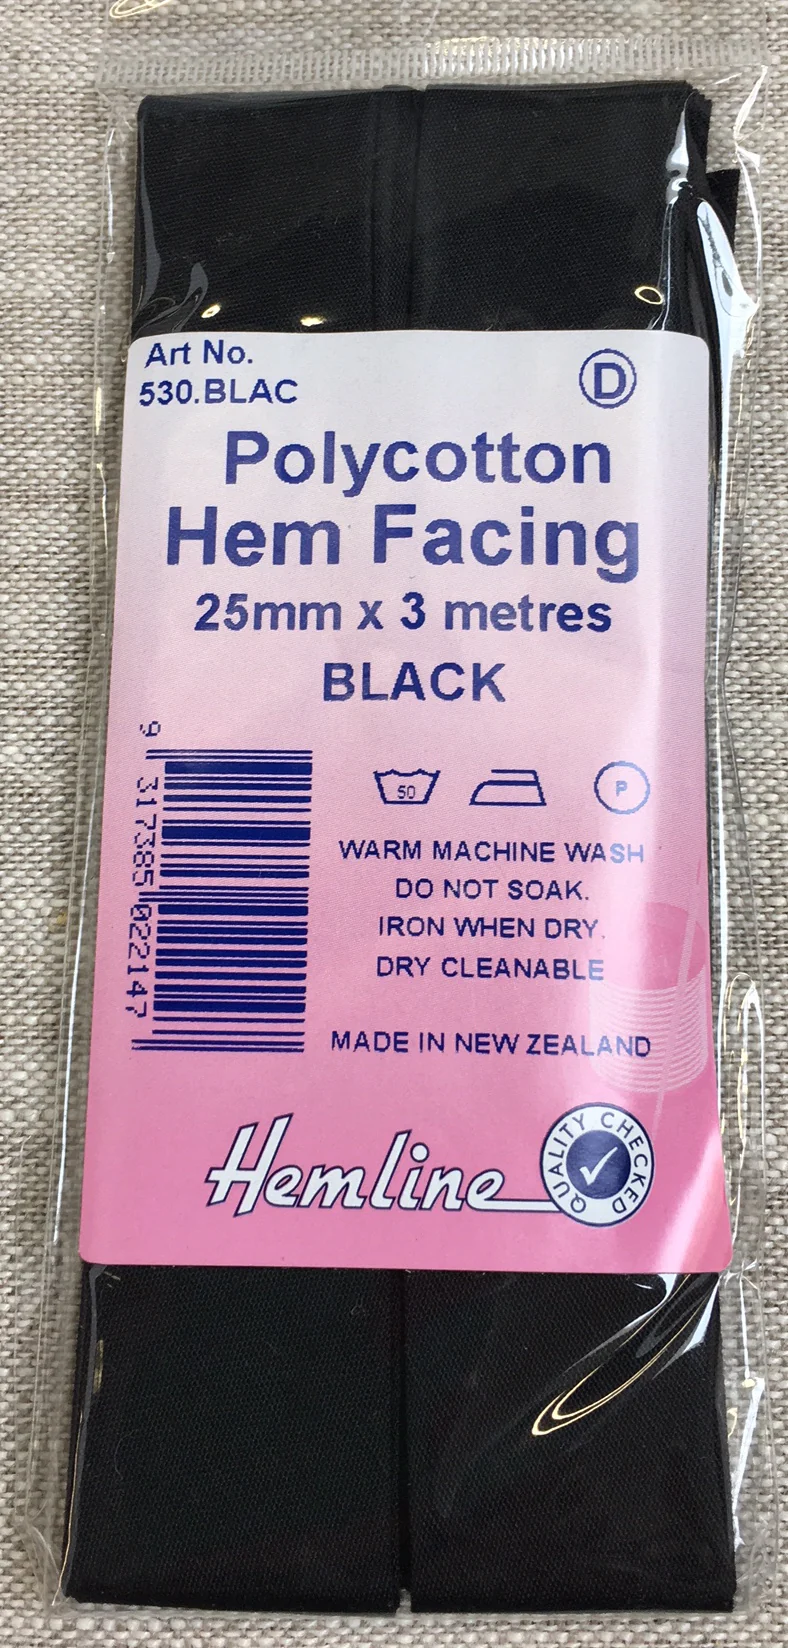 Art No.
530.BLAC
D
Polycotton
Hem Facing
25mm x 3 metres
BLACK
9 317385 022147
50
P
WARM MACHINE WASH
DO NOT SOAK.
IRON WHEN DRY.
DRY CLEANABLE
MADE IN NEW ZEALAND
Hemline
QUALITY CHECKED